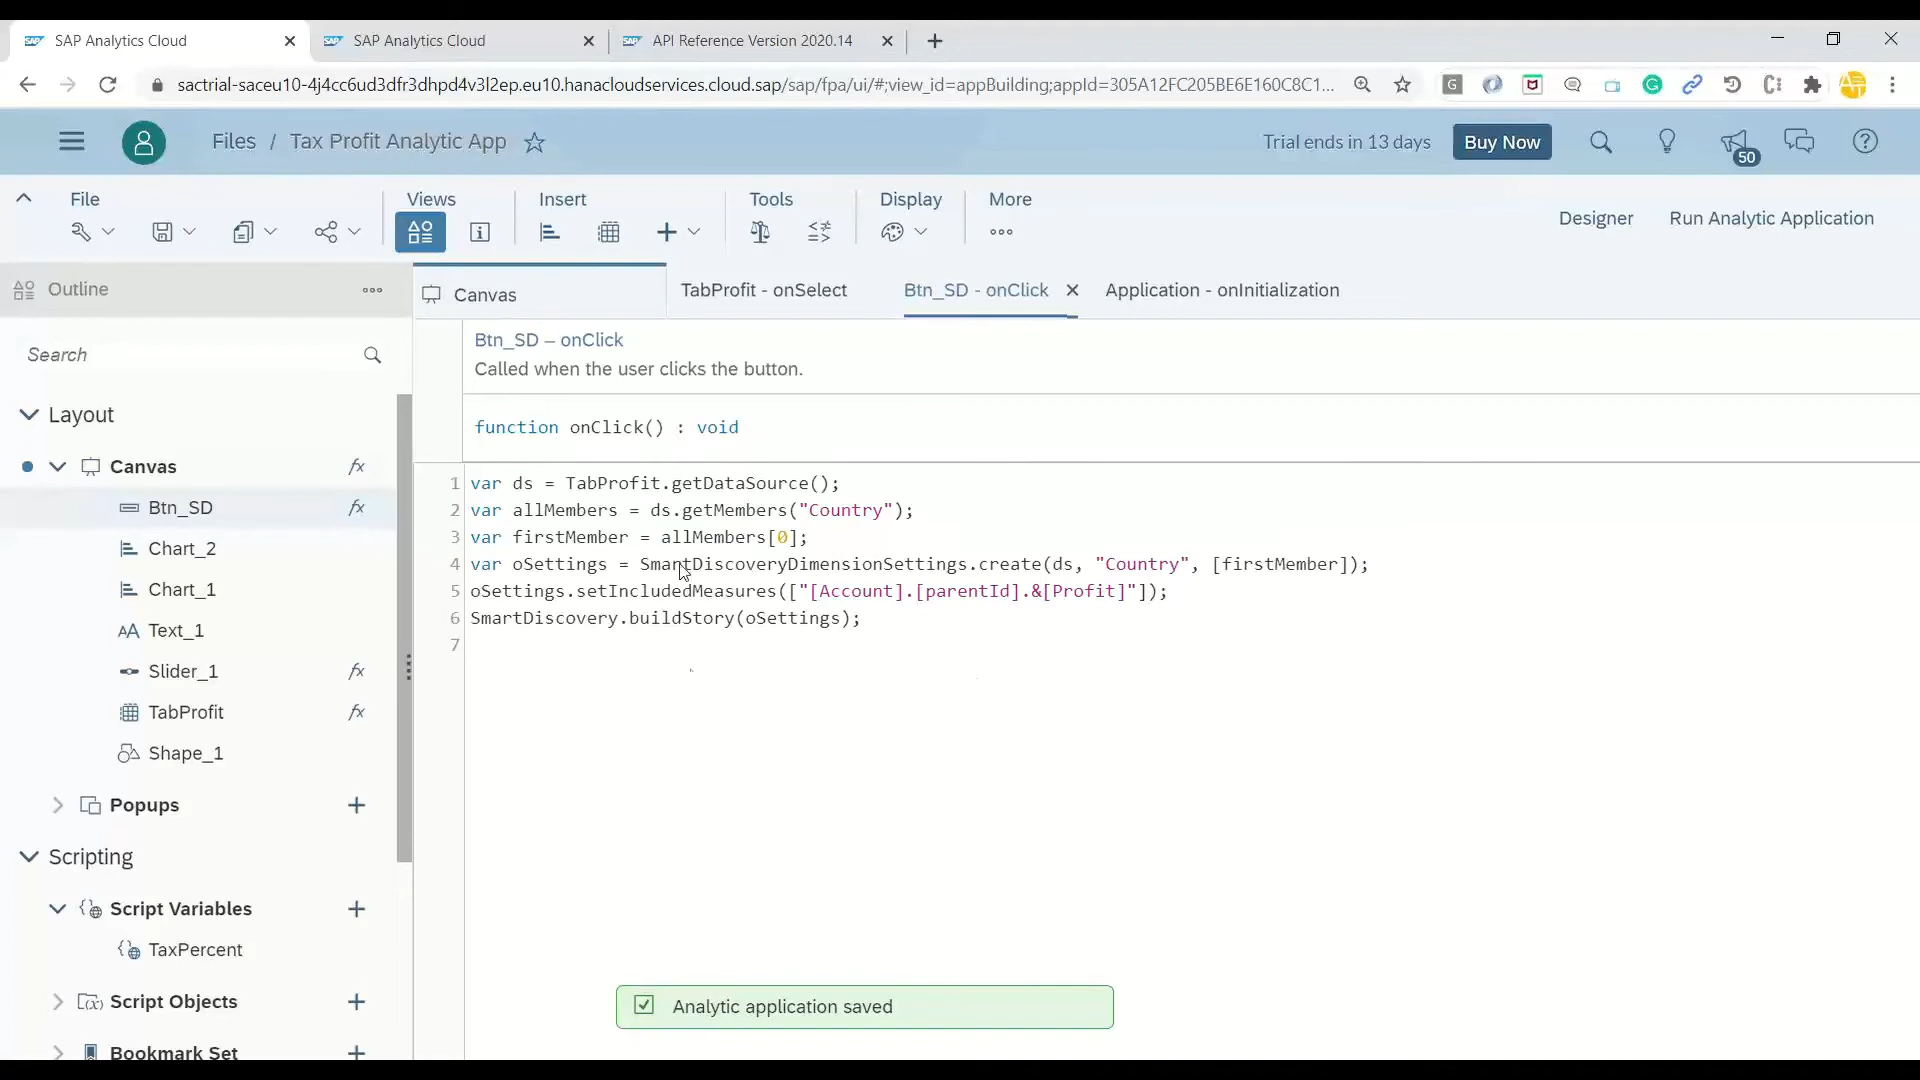 SAP Analytics Cloud
SAP Analytics Cloud
API Reference Version 2020.14
sactrial-saceu10-4j4cc6ud3dfr3dhpd4v3l2ep.eu10.hanacloudservices.cloud.sap/sap/fpa/ui/#;view_id=appBuilding;appId=305A12FC205BE6E160C8C1...
Files / Tax Profit Analytic App
Trial ends in 13 days
Buy Now
50
File
Views
Insert
Tools
Display
More
Designer
Run Analytic Application
Outline
Canvas
TabProfit - onSelect
Btn_SD - onClick
Application - onInitialization
Search
Btn_SD – onClick
Called when the user clicks the button.
function onClick() : void
Layout
Canvas fx
Btn_SD fx
Chart_2
Chart_1
Text_1
Slider_1 fx
TabProfit fx
Shape_1
Popups
Scripting
Script Variables
TaxPercent
Script Objects
Bookmark Set
1 var ds = TabProfit.getDataSource();
2 var allMembers = ds.getMembers("Country");
3 var firstMember = allMembers[0];
4 var oSettings = SmartDiscoveryDimensionSettings.create(ds, "Country", [firstMember]);
5 oSettings.setIncludedMeasures(["[Account].[parentId].&[Profit]"]);
6 SmartDiscovery.buildStory(oSettings);
7
Analytic application saved